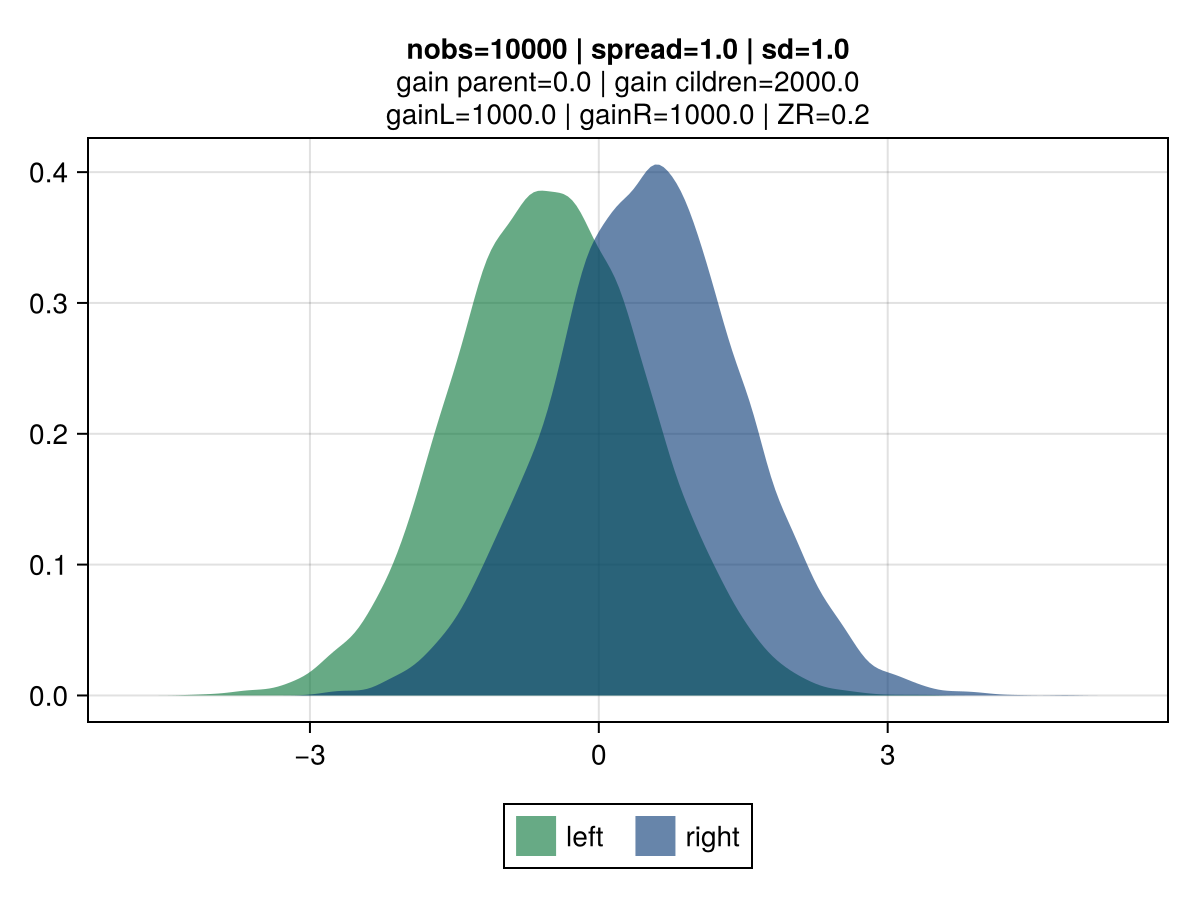 nobs=10000 | spread=1.0 | sd=1.0
gain parent=0.0 | gain cildren=2000.0
gainL=1000.0 | gainR=1000.0 | ZR=0.2
0.4
0.3
0.2
0.1
0.0
−3 0 3
left right